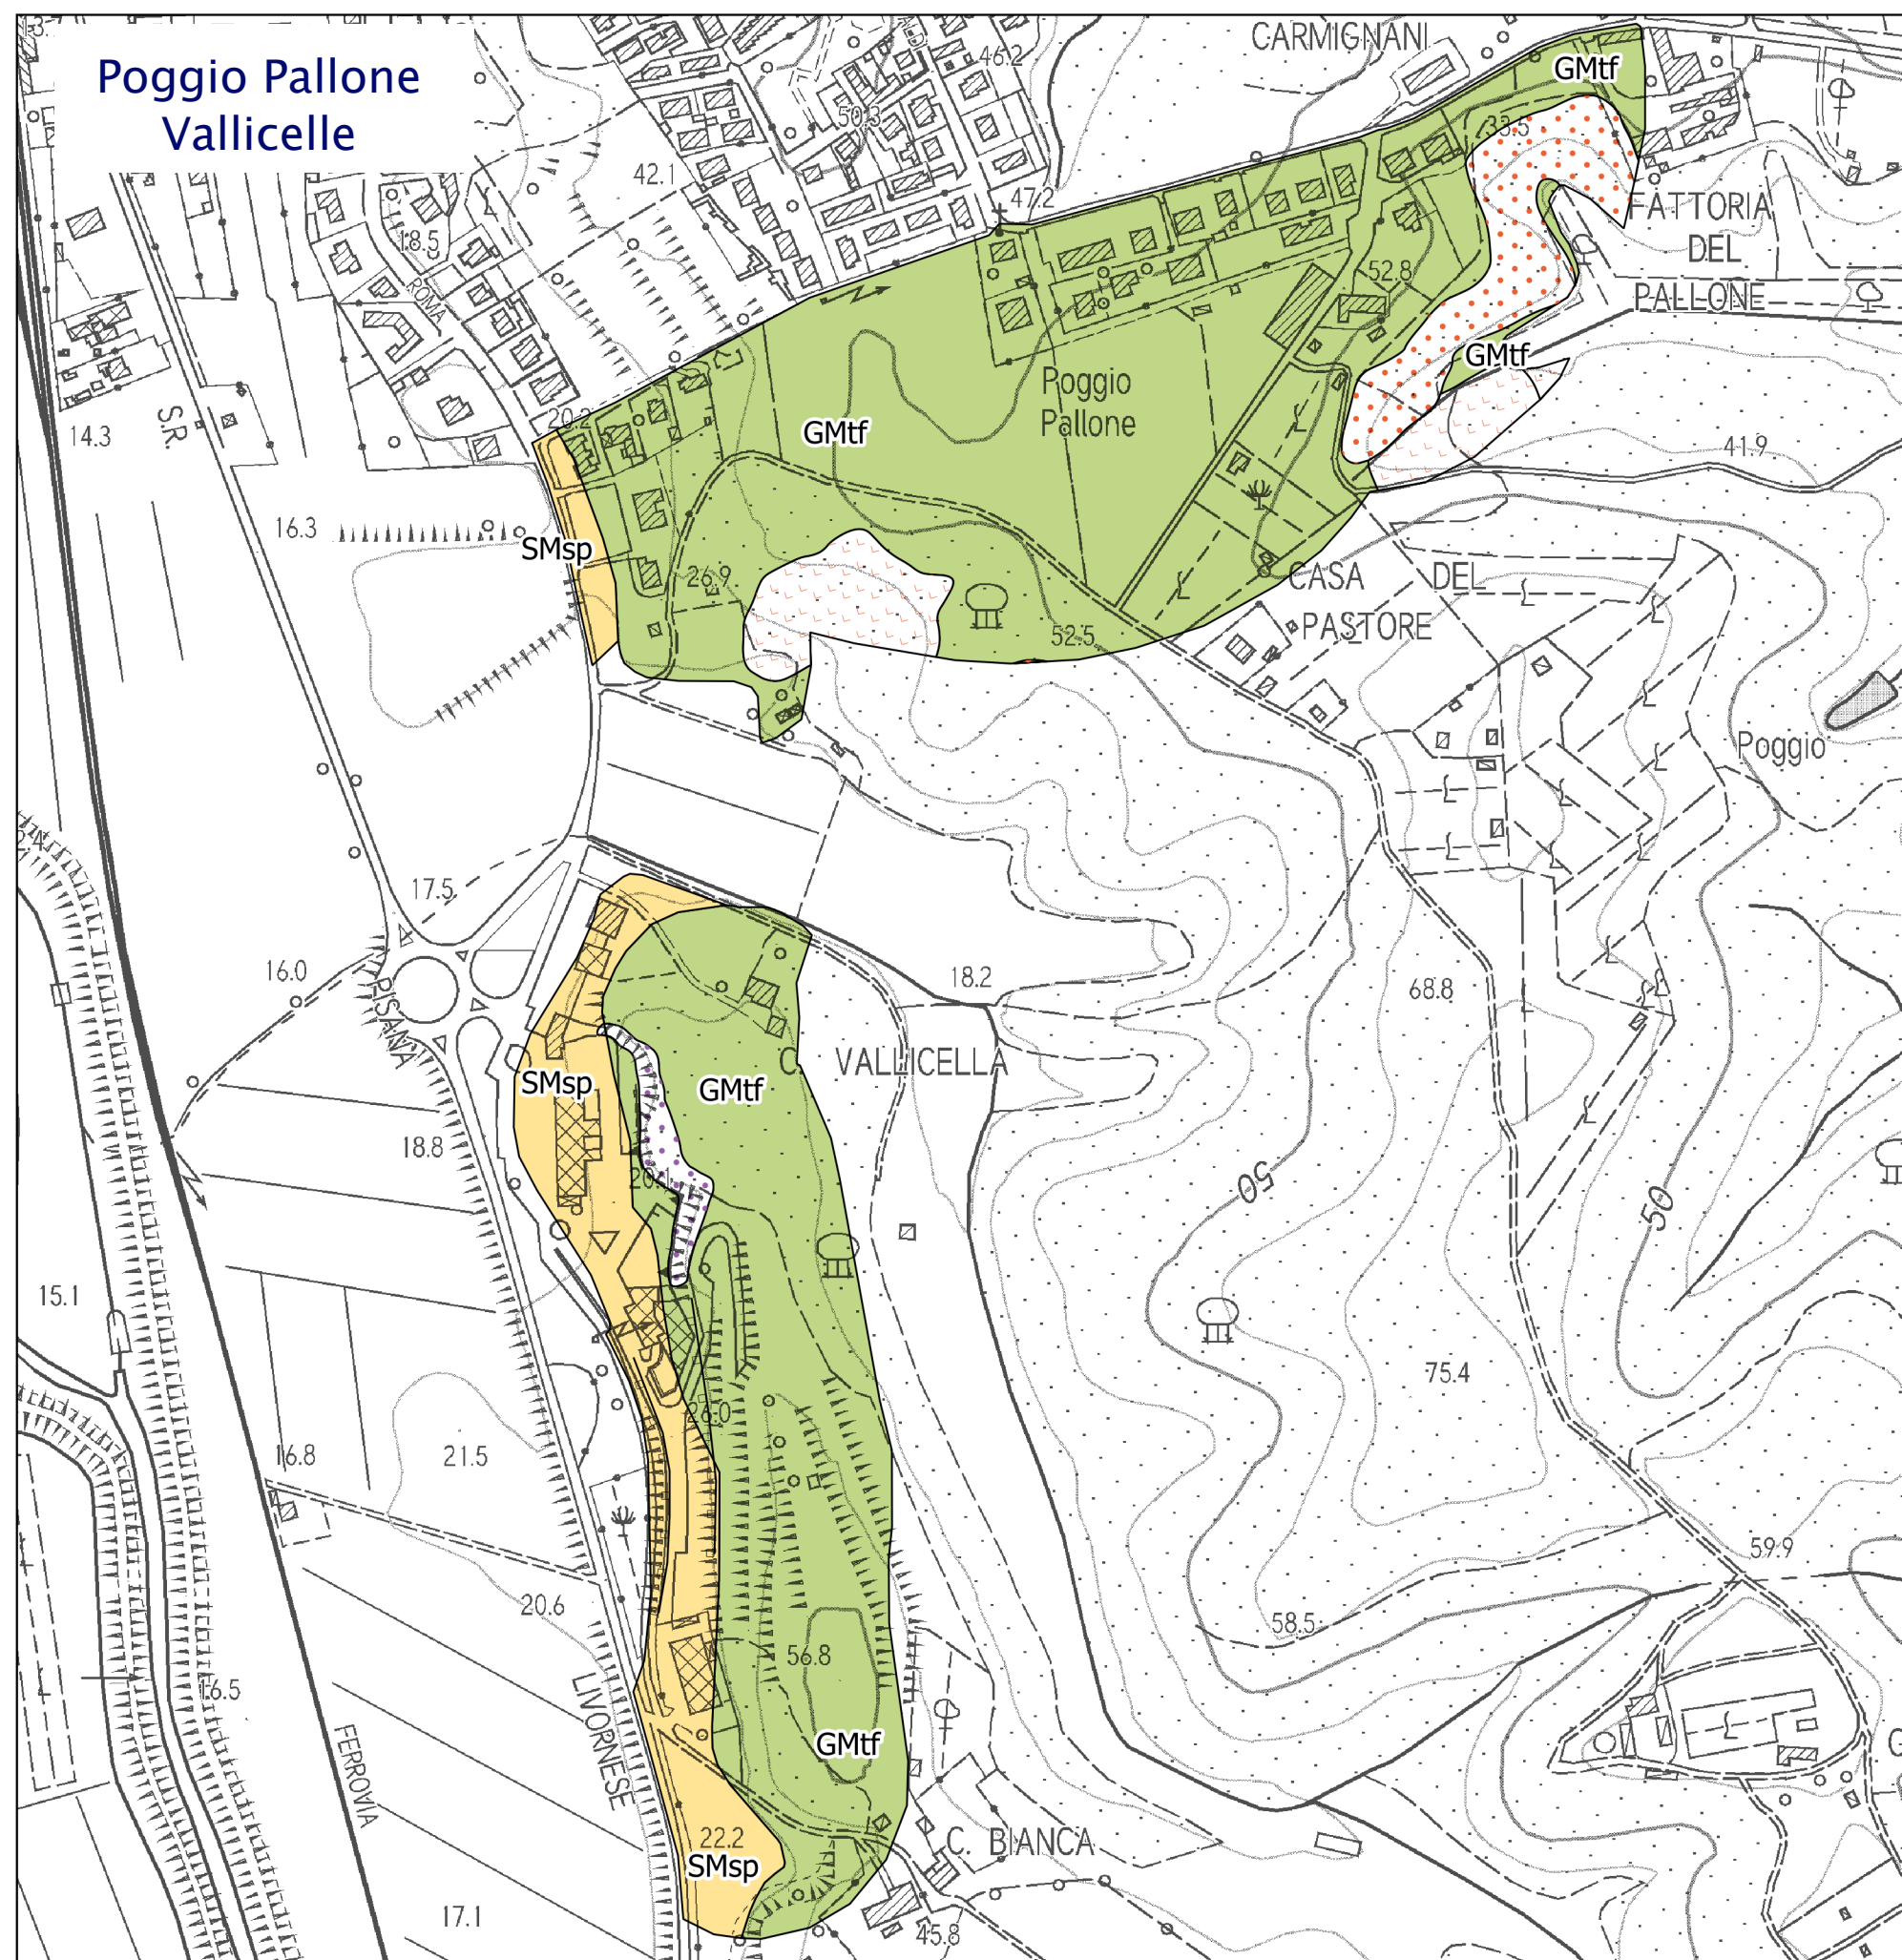 Poggio Pallone
Vallicelle
CARMIGNANI
46.2
GMtf
50.3
33.5
42.1
47.2
FATTORIA
DEL
PALLONE
18.5
52.8
ROMA
GMtf
Poggio
Pallone
S.R.
20.2
14.3
GMtf
41.9
16.3
SMsp
26.9
CASA DEL
PASTORE
52.5
Poggio
17.5
16.0
18.2
68.8
PISANA
C. VALLICELLA
SMsp
GMtf
18.8
20.1
50
50
15.1
75.4
26.0
16.8
21.5
59.9
20.6
58.5
56.8
16.5
LIVORNESE
FERROVIA
GMtf
22.2
SMsp
C. BIANCA
17.1
45.8